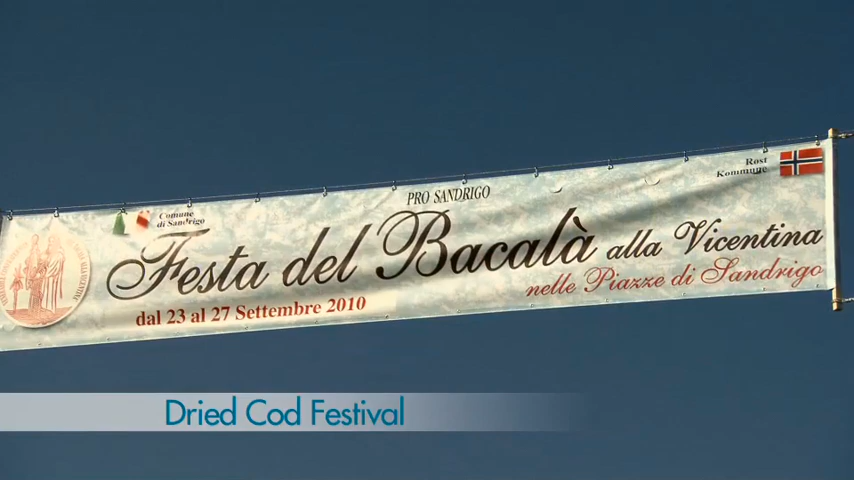 PRO SANDRIGO
Røst
Kommune
Comune
di Sandrigo
Festa del Bacalà alla Vicentina
dal 23 al 27 Settembre 2010
nelle Piazze di Sandrigo
Dried Cod Festival